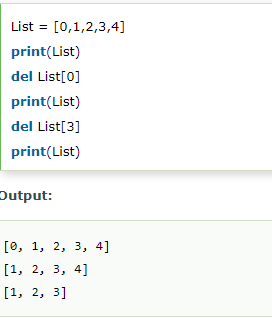 List = [0,1,2,3,4]
print(List)
del List[0]
print(List)
del List[3]
print(List)
Output:
[0, 1, 2, 3, 4]
[1, 2, 3, 4]
[1, 2, 3]